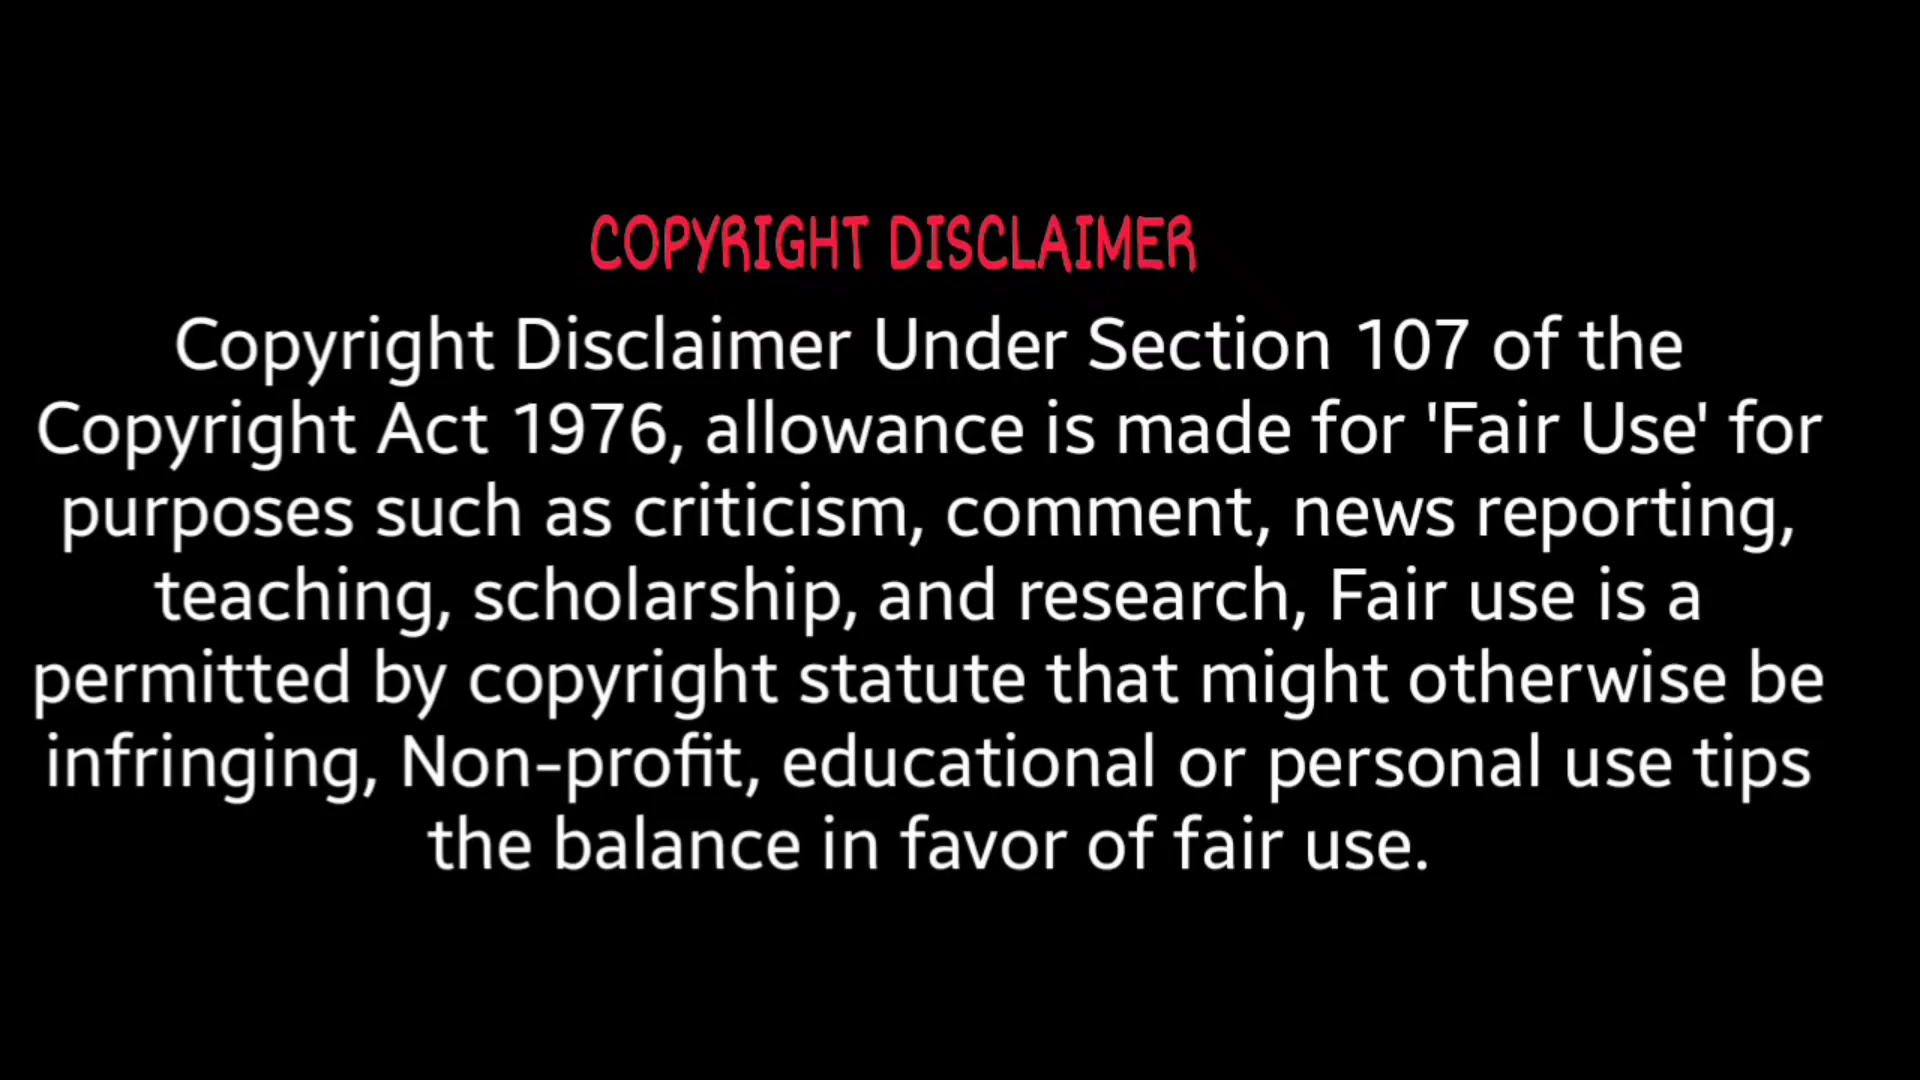 COPYRIGHT DISCLAIMER
Copyright Disclaimer Under Section 107 of the
Copyright Act 1976, allowance is made for 'Fair Use' for
purposes such as criticism, comment, news reporting,
teaching, scholarship, and research, Fair use is a
permitted by copyright statute that might otherwise be
infringing, Non-profit, educational or personal use tips
the balance in favor of fair use.